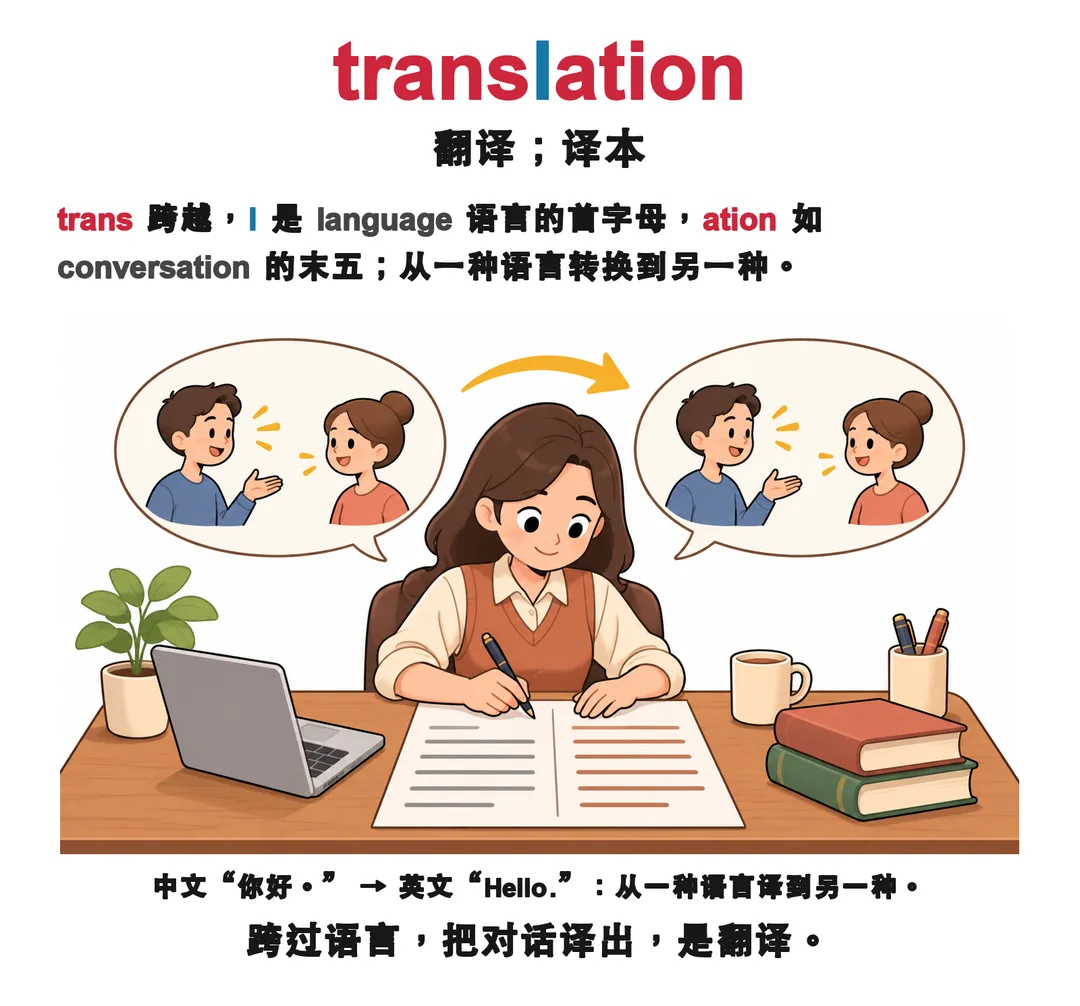 translation
翻译；译本
trans 跨越，l 是 language 语言的首字母，ation 如
conversation 的末五；从一种语言转换到另一种。
中文“你好。” → 英文“Hello.”：从一种语言译到另一种。
跨过语言，把对话译出，是翻译。